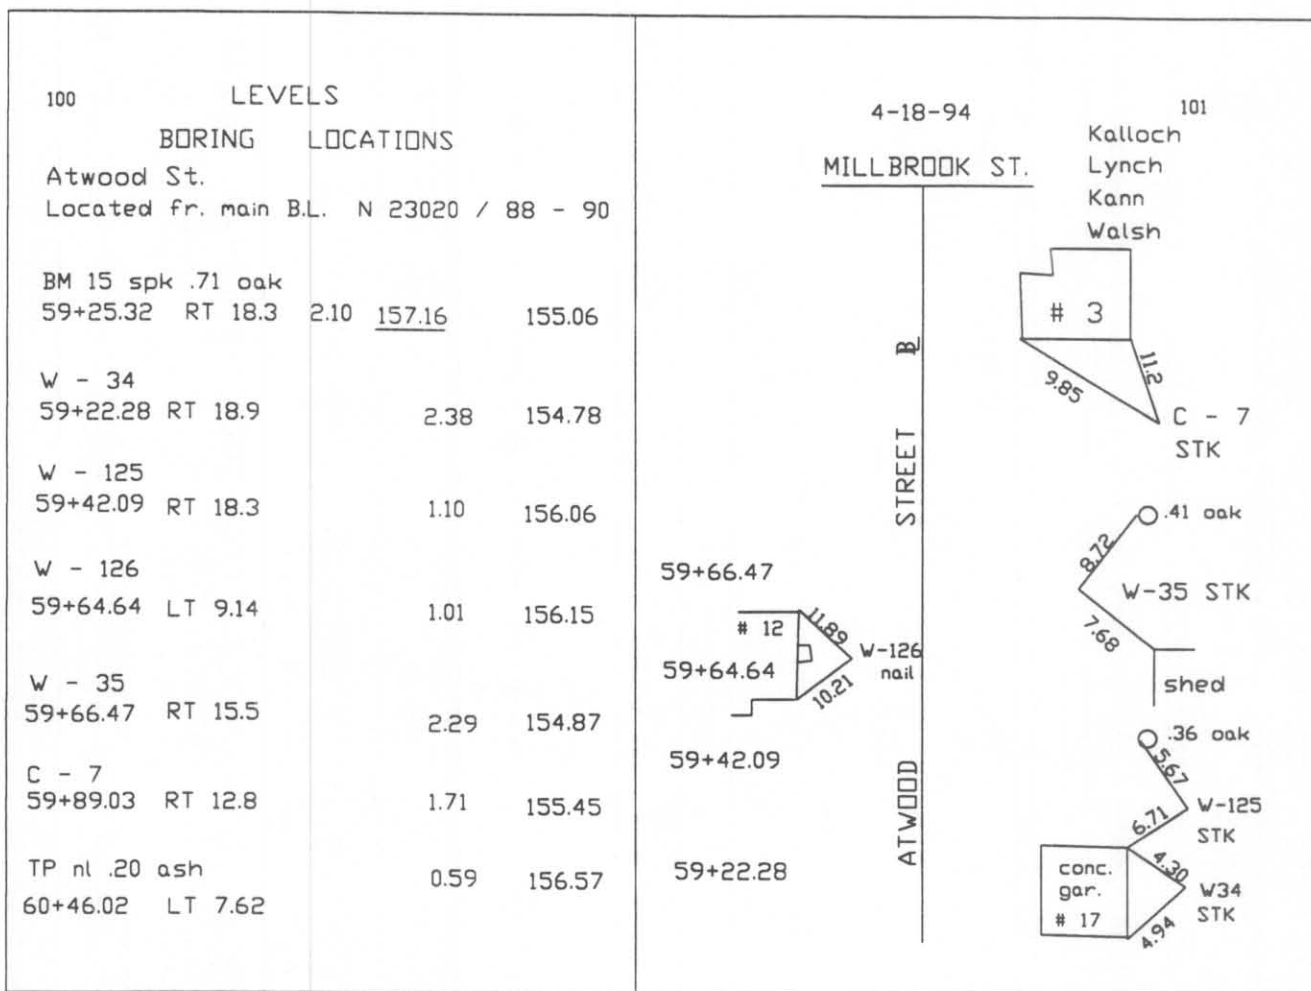 100 LEVELS
BORING LOCATIONS
Atwood St.
Located fr. main B.L. N 23020 / 88 - 90
BM 15 spk .71 oak
59+25.32 RT 18.3 2.10 157.16 155.06
W - 34
59+22.28 RT 18.9 2.38 154.78
W - 125
59+42.09 RT 18.3 1.10 156.06
W - 126
59+64.64 LT 9.14 1.01 156.15
W - 35
59+66.47 RT 15.5 2.29 154.87
C - 7
59+89.03 RT 12.8 1.71 155.45
TP nl .20 ash 0.59 156.57
60+46.02 LT 7.62
4-18-94 101
MILLBROOK ST.
Kalloch
Lynch
Kann
Walsh
# 3
9.85
11.2
C - 7
STK
ATWOOD STREET BL
.41 oak
8.72
W-35 STK
7.68
shed
59+66.47
# 12
11.89
W-126
nail
59+64.64
10.21
59+42.09
.36 oak
5.67
W-125
STK
6.71
59+22.28
conc.
gar.
# 17
4.30
W34
STK
4.94